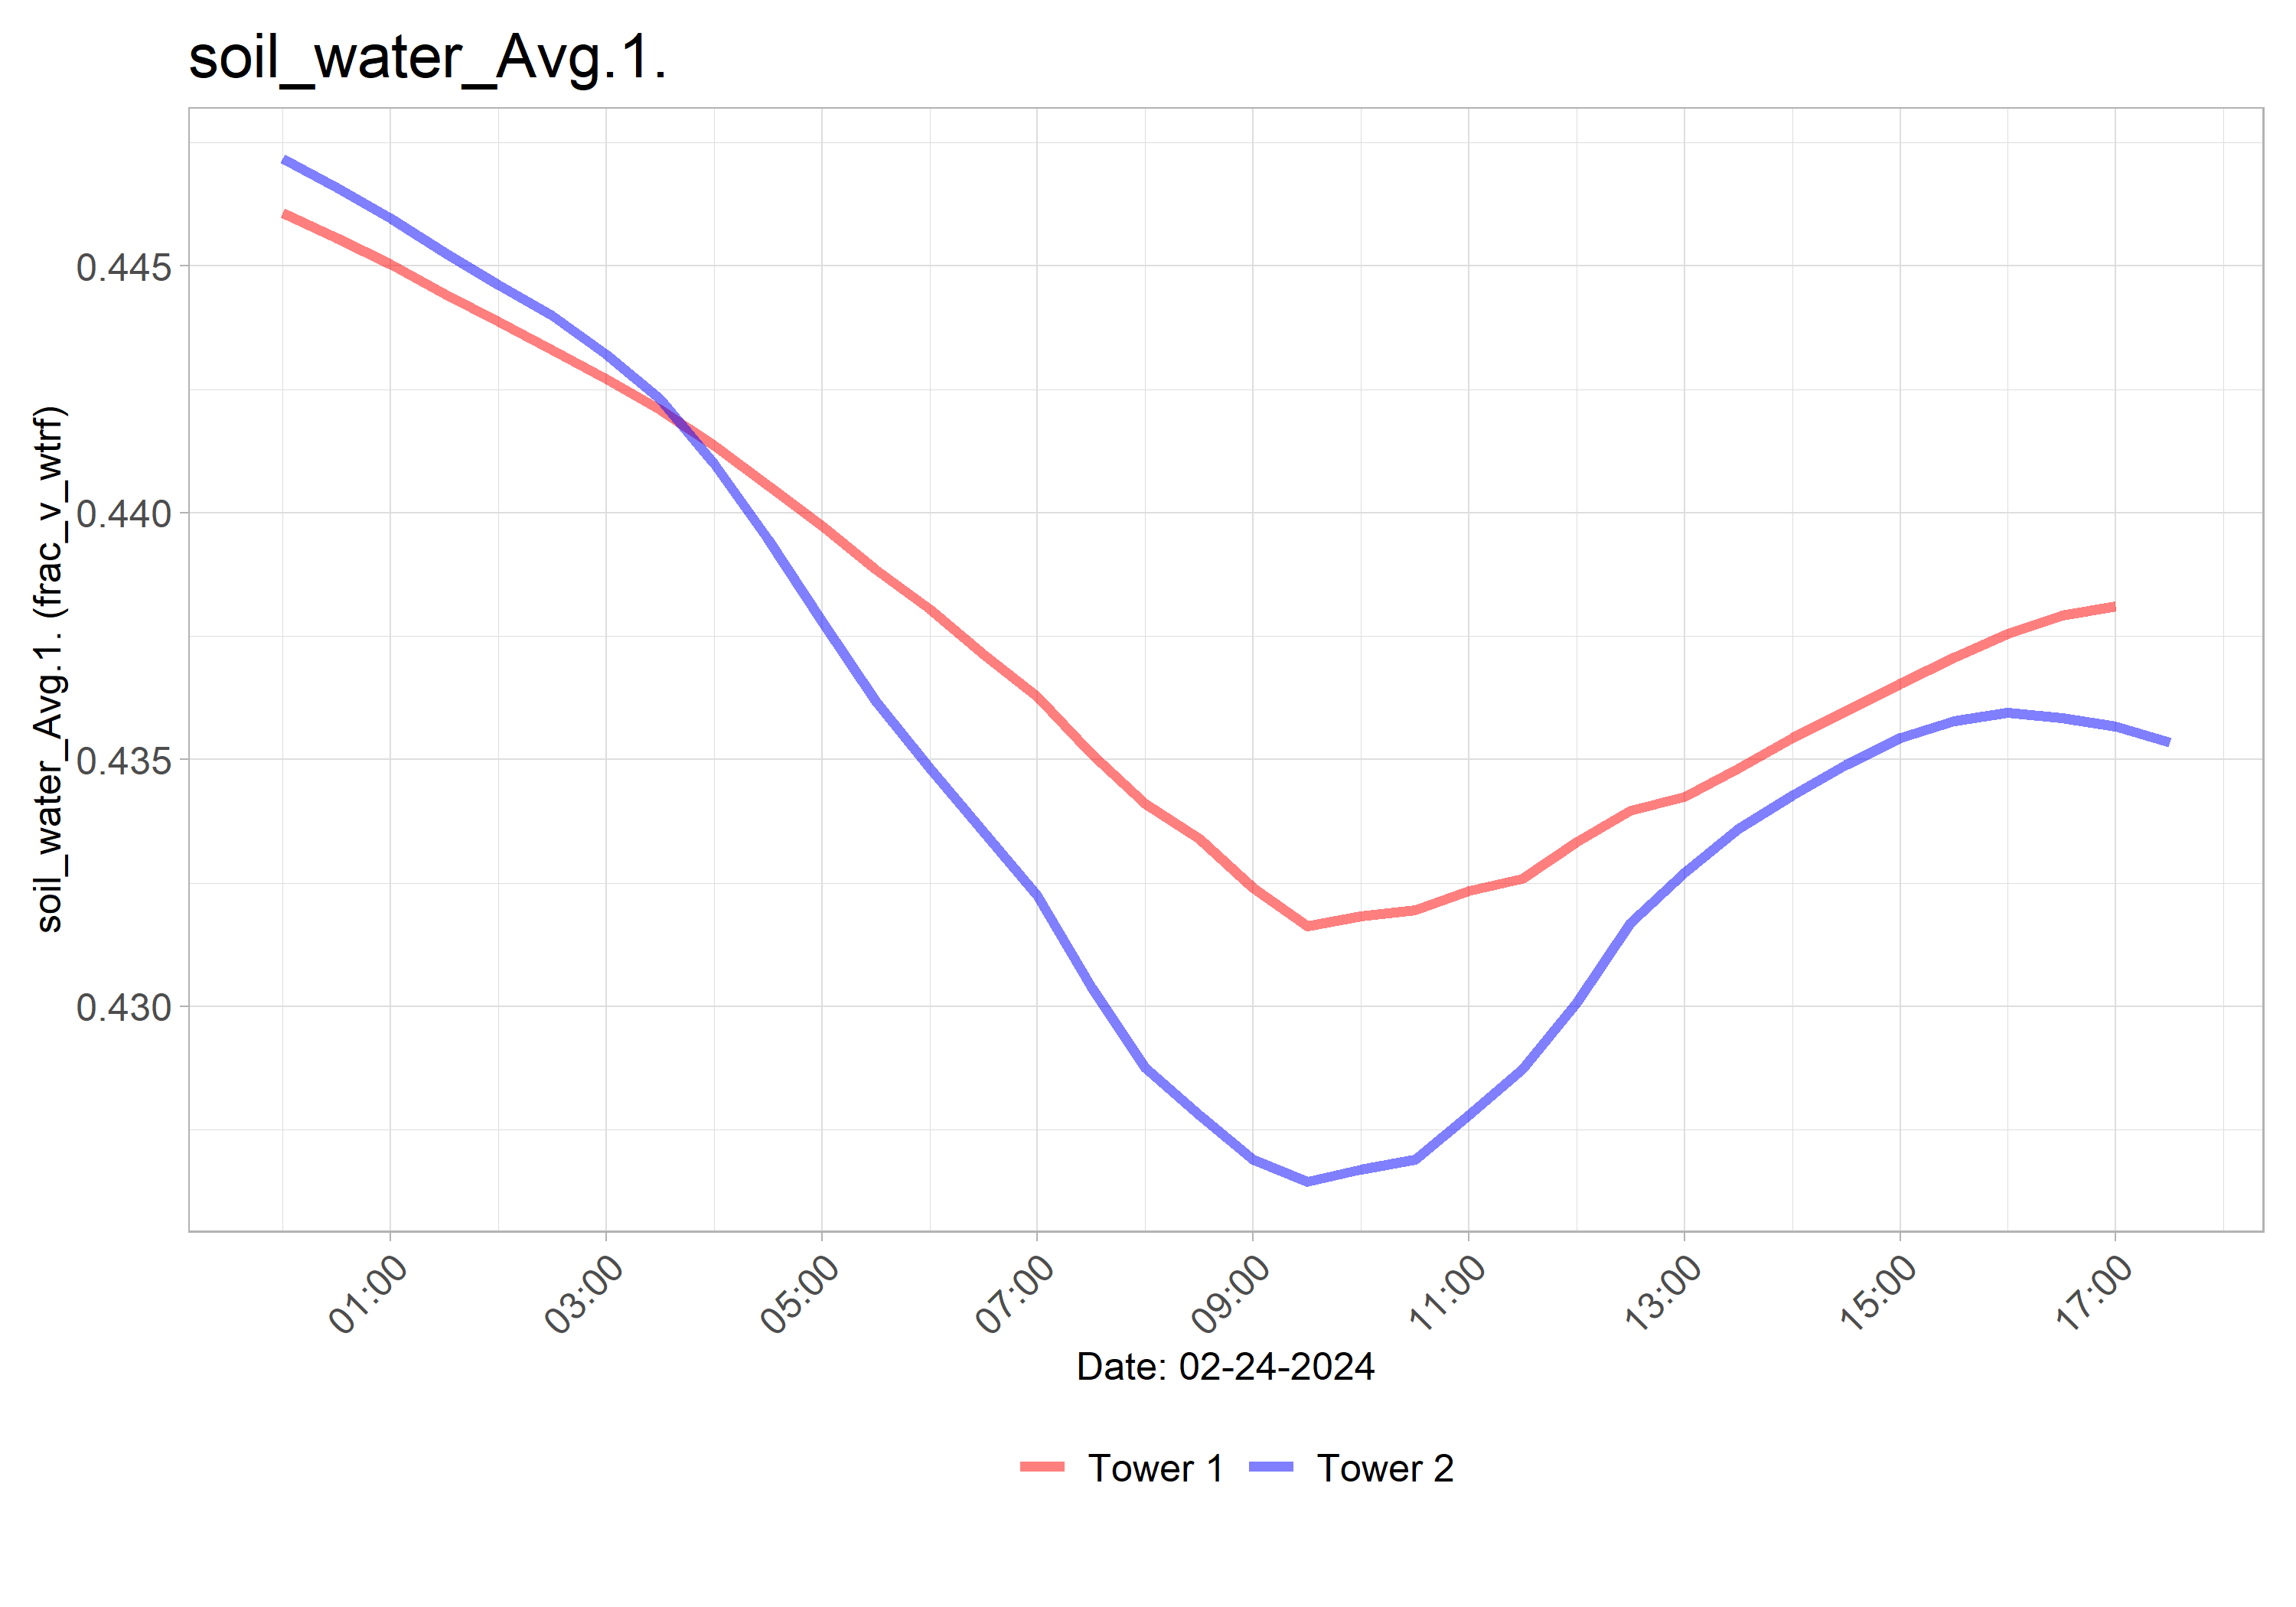 soil_water_Avg.1.
soil_water_Avg.1. (frac_v_wtrf)
0.445
0.440
0.435
0.430
01:00
03:00
05:00
07:00
09:00
11:00
13:00
15:00
17:00
Date: 02-24-2024
Tower 1
Tower 2